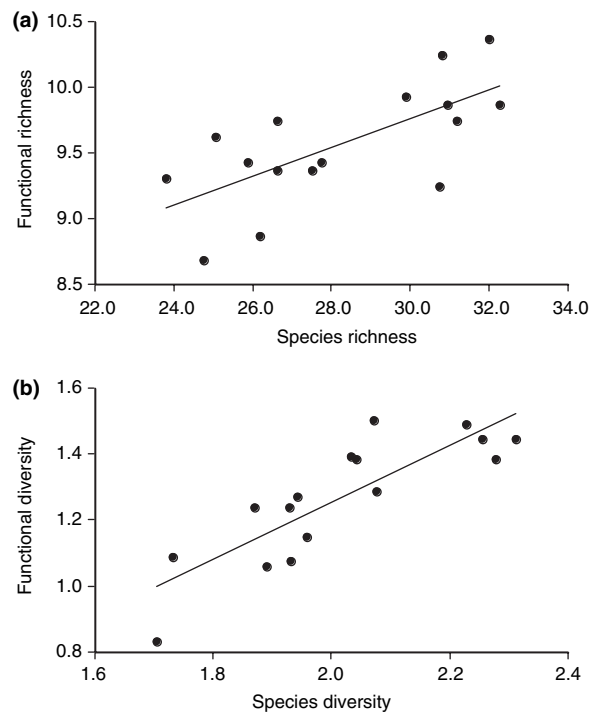 (a)
10.5
10.0
9.5
9.0
8.5
Functional richness
22.0 24.0 26.0 28.0 30.0 32.0 34.0
Species richness
(b)
1.6
1.4
1.2
1.0
0.8
Functional diversity
1.6 1.8 2.0 2.2 2.4
Species diversity